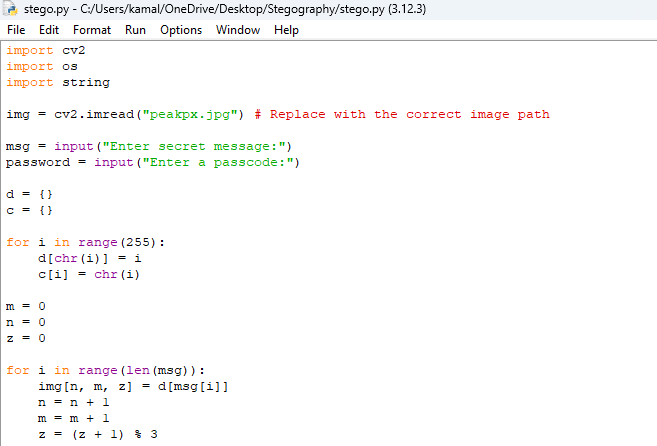 stego.py - C:/Users/kamal/OneDrive/Desktop/Stegography/stego.py (3.12.3)
File Edit Format Run Options Window Help
import cv2
import os
import string
img = cv2.imread("peakpx.jpg") # Replace with the correct image path
msg = input("Enter secret message:")
password = input("Enter a passcode:")
d = {}
c = {}
for i in range(255):
    d[chr(i)] = i
    c[i] = chr(i)
m = 0
n = 0
z = 0
for i in range(len(msg)):
    img[n, m, z] = d[msg[i]]
    n = n + 1
    m = m + 1
    z = (z + 1) % 3